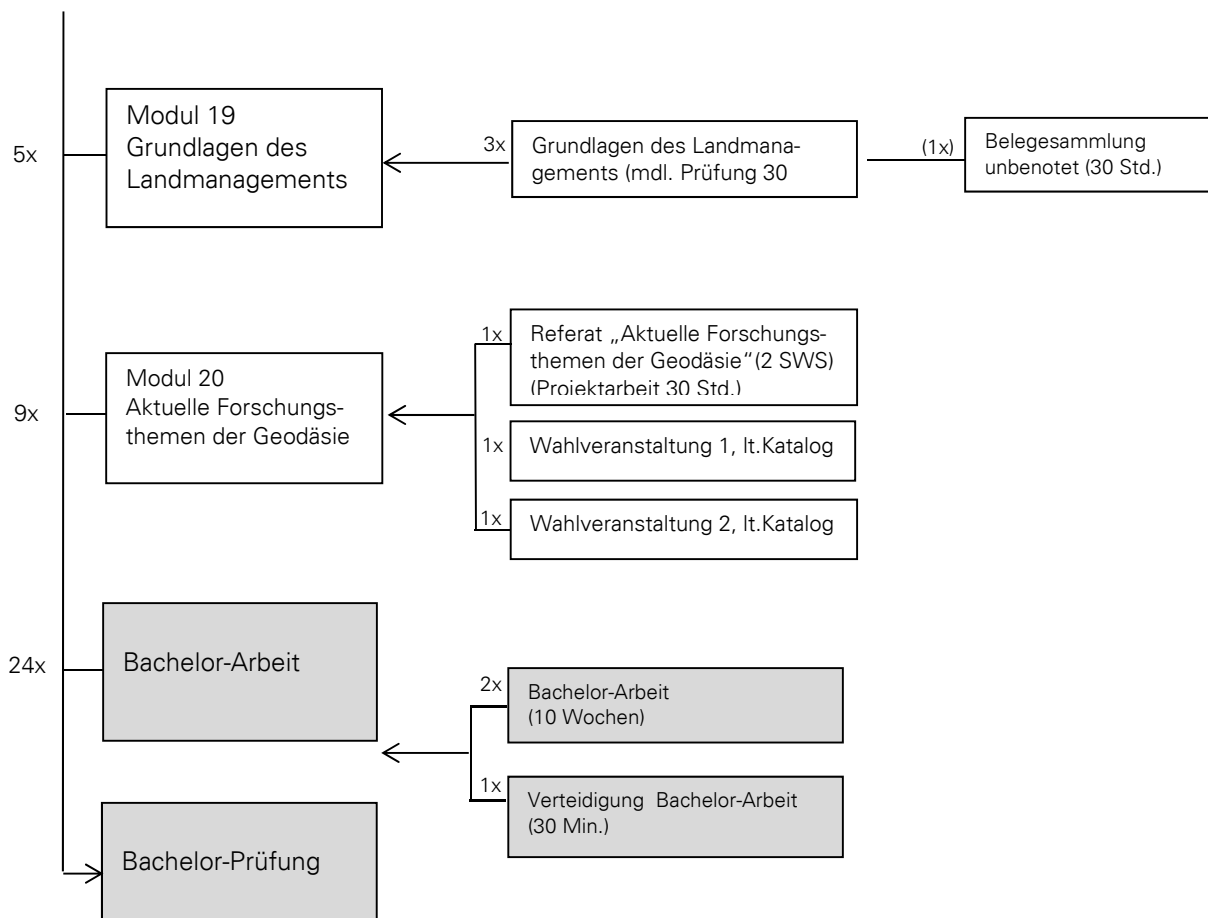 5x
Modul 19
Grundlagen des
Landmanagements
3x
Grundlagen des Landmana-
gements (mdl. Prüfung 30
(1x)
Belegesammlung
unbenotet (30 Std.)
9x
Modul 20
Aktuelle Forschungs-
themen der Geodäsie
1x
Referat „Aktuelle Forschungs-
themen der Geodäsie“(2 SWS)
(Projektarbeit 30 Std.)
1x
Wahlveranstaltung 1, lt.Katalog
1x
Wahlveranstaltung 2, lt.Katalog
24x
Bachelor-Arbeit
2x
Bachelor-Arbeit
(10 Wochen)
1x
Verteidigung Bachelor-Arbeit
(30 Min.)
Bachelor-Prüfung